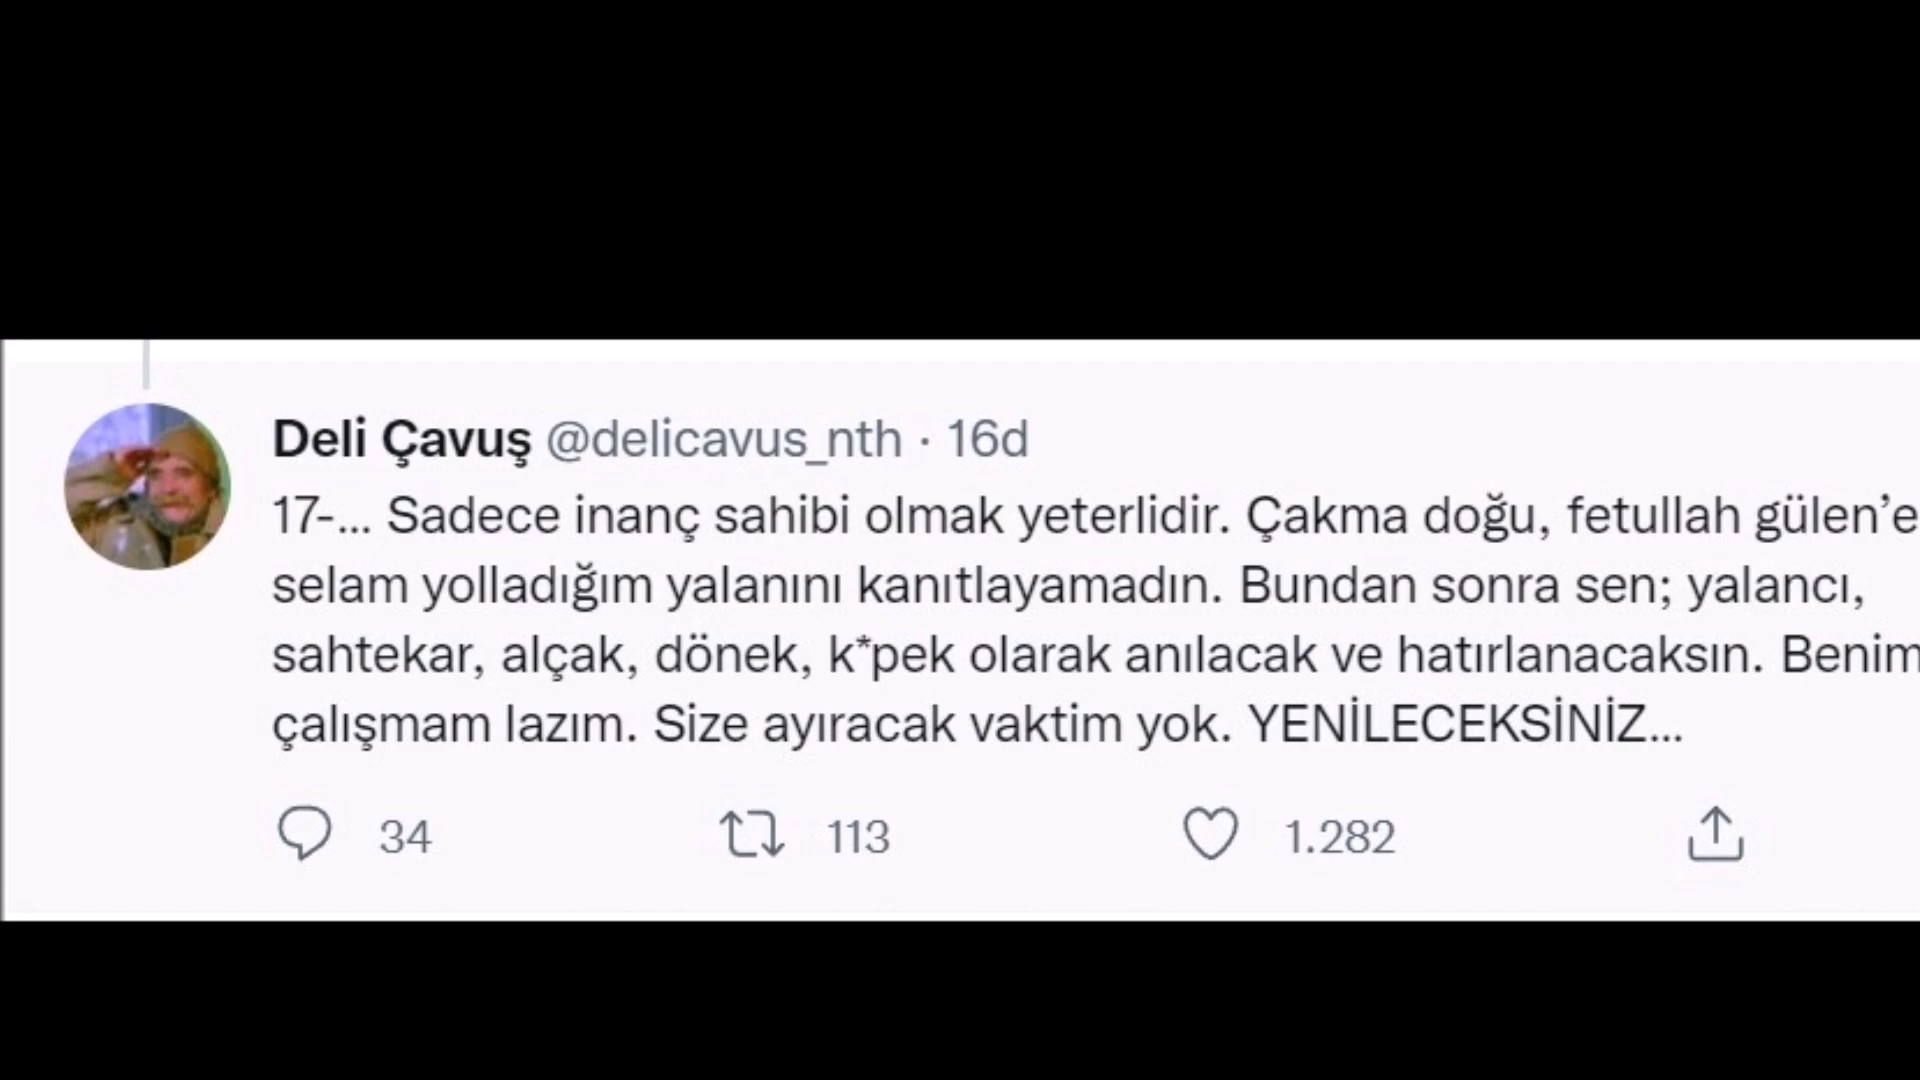 Deli Çavuş @delicavus_nth · 16d
17-... Sadece inanç sahibi olmak yeterlidir. Çakma doğu, fetullah gülen’e
selam yolladığım yalanını kanıtlayamadın. Bundan sonra sen; yalancı,
sahtekar, alçak, dönek, k*pek olarak anılacak ve hatırlanacaksın. Benim
çalışmam lazım. Size ayıracak vaktim yok. YENİLECEKSİNİZ...
34 113 1.282